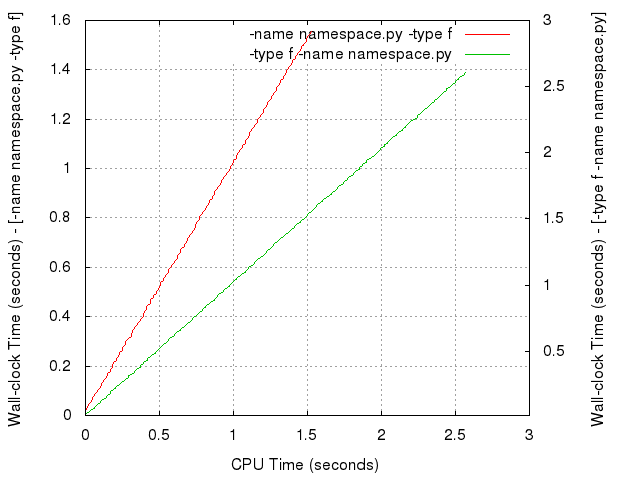 -name namespace.py -type f
-type f -name namespace.py
Wall-clock Time (seconds) - [-name namespace.py -type f]
1.6
1.4
1.2
1
0.8
0.6
0.4
0.2
0
3
2.5
2
1.5
1
0.5
Wall-clock Time (seconds) - [-type f -name namespace.py]
0 0.5 1 1.5 2 2.5 3
CPU Time (seconds)